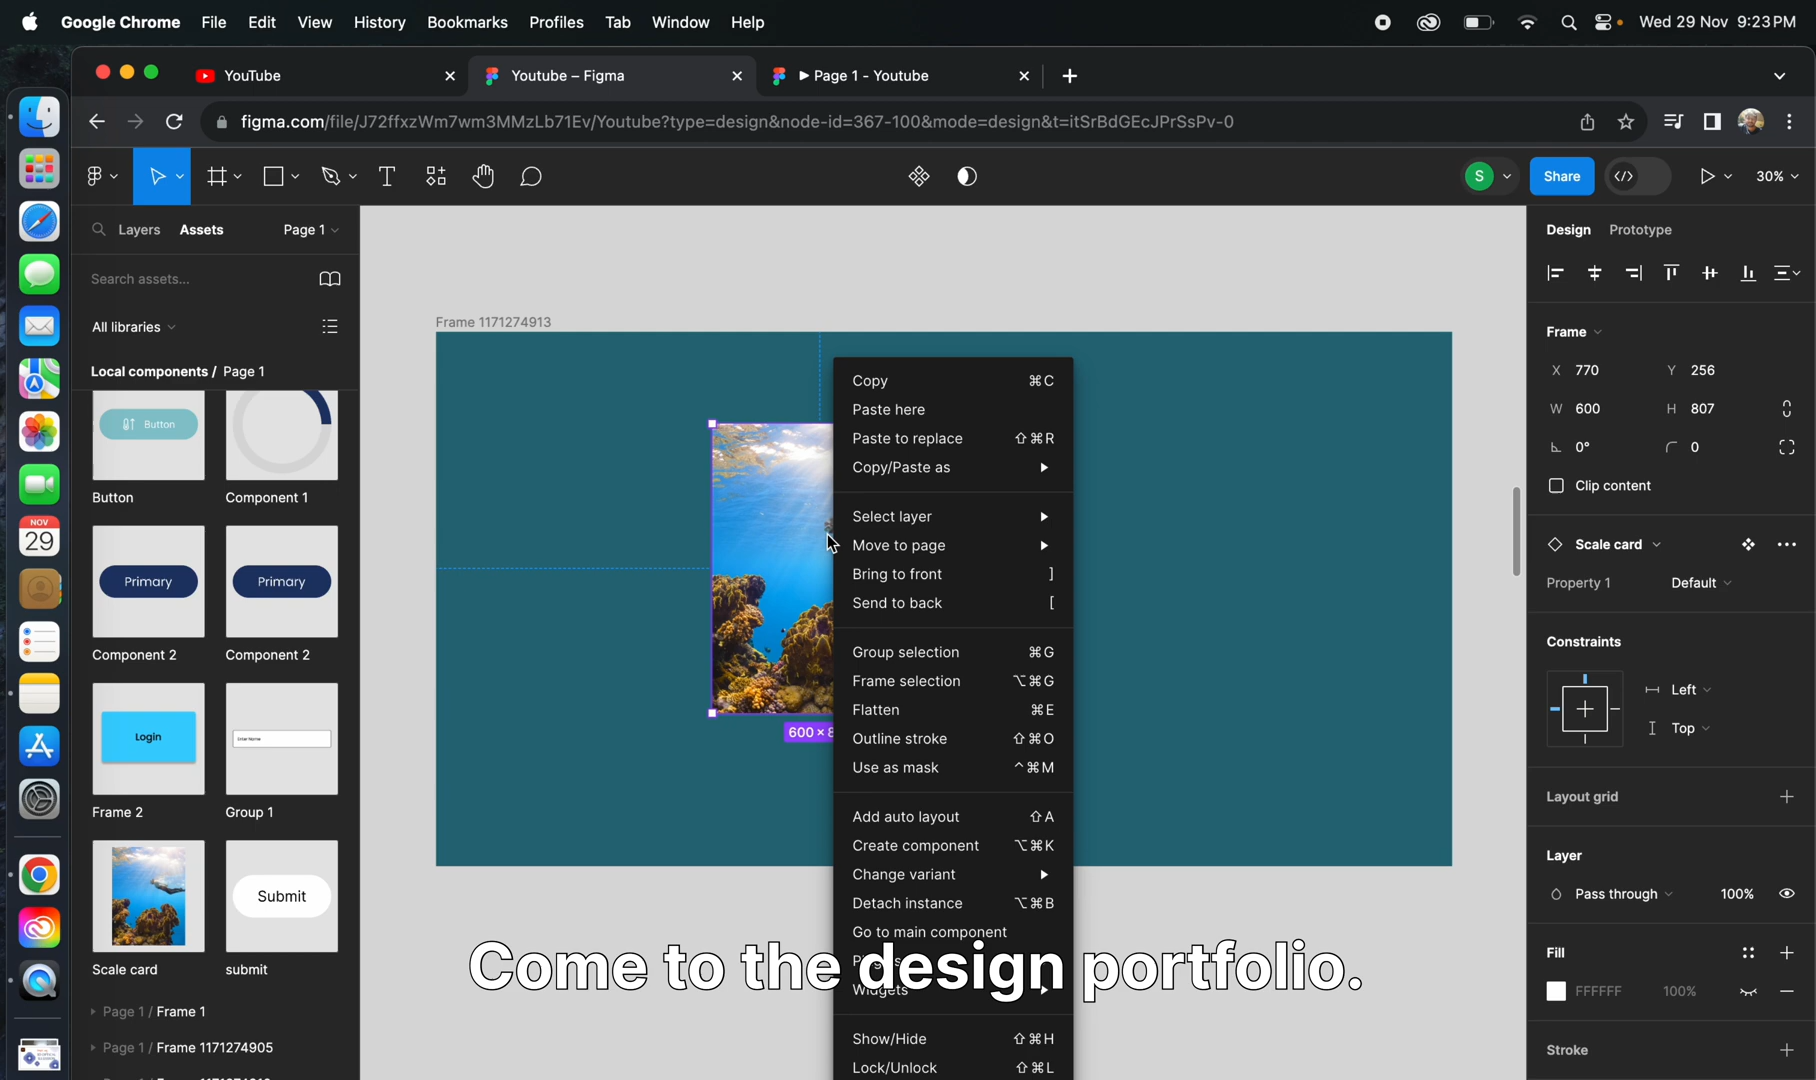 Google Chrome File Edit View History Bookmarks Profiles Tab Window Help Wed 29 Nov 9:23 PM
YouTube Youtube – Figma ▶ Page 1 - Youtube
figma.com/file/J72ffxzWm7wm3MMzLb71Ev/Youtube?type=design&node-id=367-100&mode=design&t=itSrBdGEcJPrSsPv-0
S Share 30%
Layers Assets Page 1
Search assets...
All libraries
Local components / Page 1
Button
Button
Component 1
Primary
Component 2
Primary
Component 2
Login
Frame 2
Enter Name
Group 1
Scale card
Submit
submit
Page 1 / Frame 1
Page 1 / Frame 1171274905
NOV
29
Frame 1171274913
600 × 8
Copy ⌘C
Paste here
Paste to replace ⇧⌘R
Copy/Paste as
Select layer
Move to page
Bring to front ]
Send to back [
Group selection ⌘G
Frame selection ⌥⌘G
Flatten ⌘E
Outline stroke ⇧⌘O
Use as mask ^⌘M
Add auto layout ⇧A
Create component ⌥⌘K
Change variant
Detach instance ⌥⌘B
Go to main component
Widgets
Show/Hide ⇧⌘H
Lock/Unlock ⇧⌘L
Come to the design portfolio.
Design Prototype
Frame
X 770 Y 256
W 600 H 807
0° 0
Clip content
Scale card
Property 1 Default
Constraints
Left
Top
Layout grid
Layer
Pass through 100%
Fill
FFFFFF 100%
Stroke